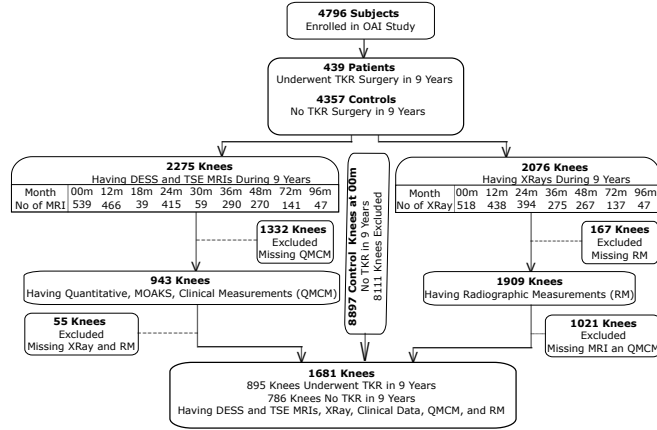 4796 Subjects
Enrolled in OAI Study
439 Patients
Underwent TKR Surgery in 9 Years
4357 Controls
No TKR Surgery in 9 Years
2275 Knees
Having DESS and TSE MRIs During 9 Years
Month 00m 12m 18m 24m 30m 36m 48m 72m 96m
No of MRI 539 466 39 415 59 290 270 141 47
1332 Knees
Excluded
Missing QMCM
943 Knees
Having Quantitative, MOAKS, Clinical Measurements (QMCM)
55 Knees
Excluded
Missing XRay and RM
8897 Control Knees at 00m
No TKR in 9 Years
8111 Knees Excluded
2076 Knees
Having XRays During 9 Years
Month 00m 12m 24m 36m 48m 72m 96m
No of XRay 518 438 394 275 267 137 47
167 Knees
Excluded
Missing RM
1909 Knees
Having Radiographic Measurements (RM)
1021 Knees
Excluded
Missing MRI an QMCM
1681 Knees
895 Knees Underwent TKR in 9 Years
786 Knees No TKR in 9 Years
Having DESS and TSE MRIs, XRay, Clinical Data, QMCM, and RM